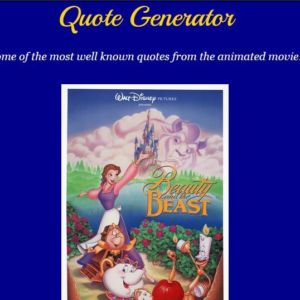 Quote Generator
ome of the most well known quotes from the animated movie
WALT DISNEY PICTURES
PRESENTS
Beauty
and the
BEAST